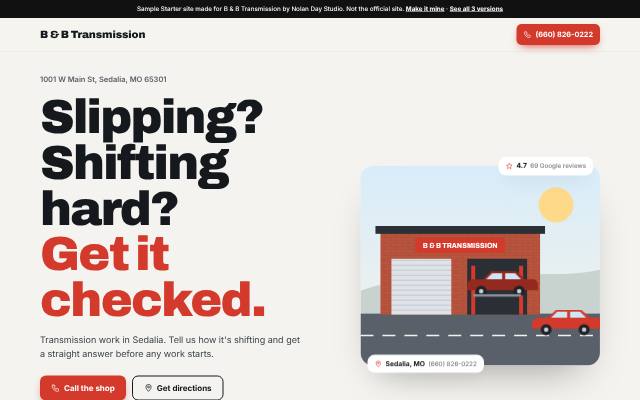 Sample Starter site made for B & B Transmission by Nolan Day Studio. Not the official site. Make it mine · See all 3 versions
B & B Transmission
(660) 826-0222
1001 W Main St, Sedalia, MO 65301
Slipping?
Shifting
hard?
Get it
checked.
Transmission work in Sedalia. Tell us how it's shifting and get
a straight answer before any work starts.
Call the shop
Get directions
4.7 69 Google reviews
B & B TRANSMISSION
Sedalia, MO (660) 826-0222